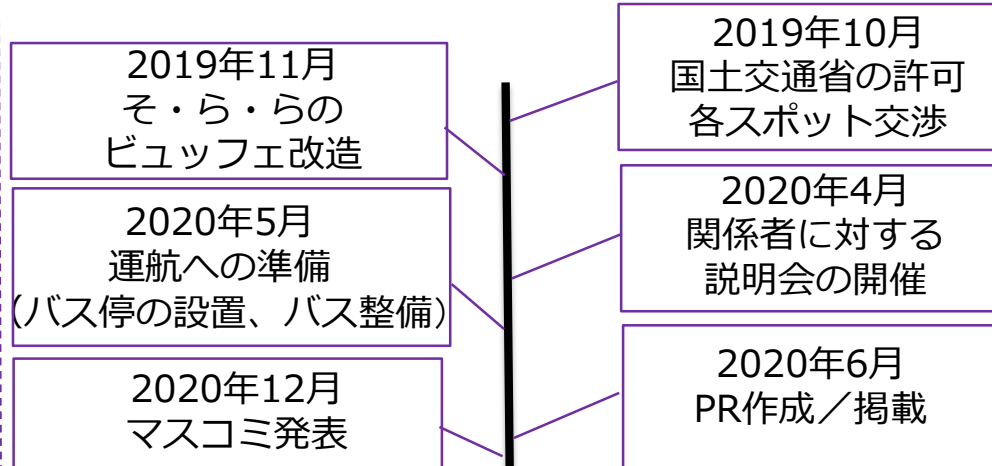 2019年10月
国土交通省の許可
各スポット交渉
2019年11月
そ・ら・らの
ビュッフェ改造
2020年4月
関係者に対する
説明会の開催
2020年5月
運航への準備
（バス停の設置、バス整備）
2020年6月
PR作成／掲載
2020年12月
マスコミ発表